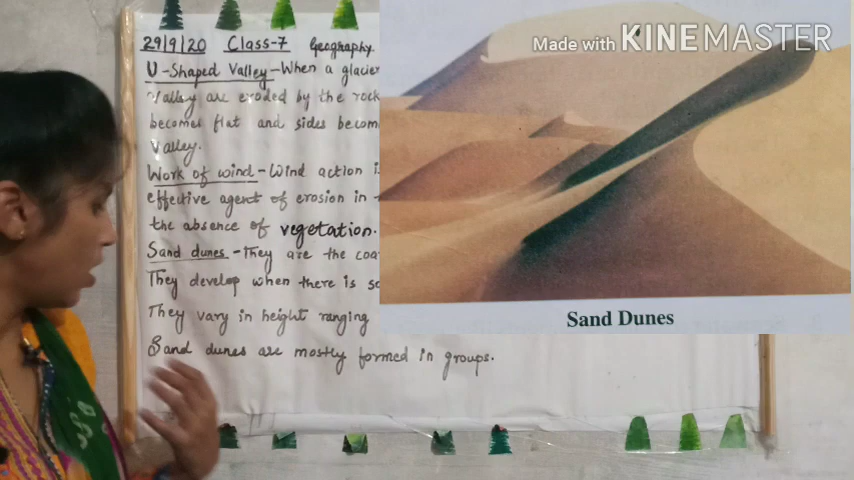 29/9/20 Class-7 Geography
U-Shaped Valley - When a glacier
Valley are eroded by the rock
becomes flat and sides becom
Valley.
Work of wind - Wind action i
effective agent of erosion in
the absence of vegetation.
Sand dunes - They are the coa
They develop when there is
They vary in height ranging
Sand dunes are mostly formed in groups.
Made with KINEMASTER
Sand Dunes